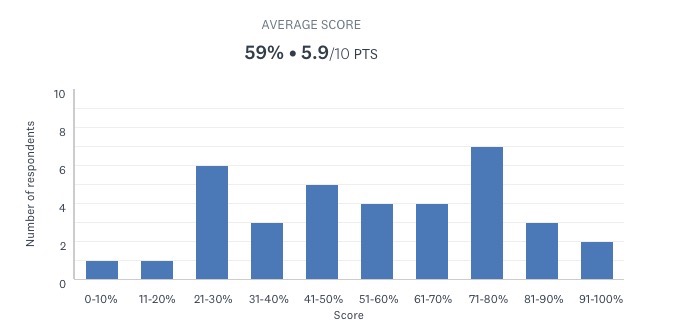 AVERAGE SCORE
59% • 5.9/10 PTS
Number of respondents
10
8
6
4
2
0
0-10% 11-20% 21-30% 31-40% 41-50% 51-60% 61-70% 71-80% 81-90% 91-100%
Score